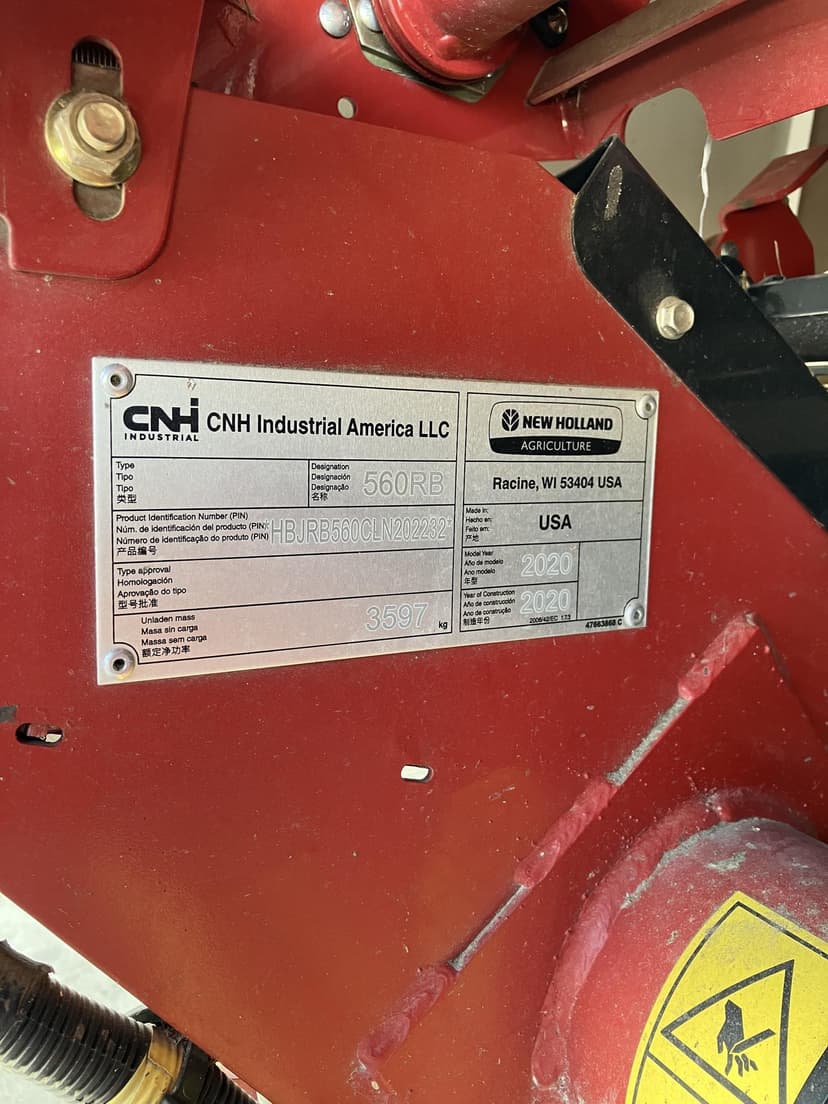 CNH
INDUSTRIAL
CNH Industrial America LLC
NEW HOLLAND
AGRICULTURE
Type
Tipo
Tipo
类型
Designation
Designación
Designação
名称
560RB
Racine, WI 53404 USA
Product Identification Number (PIN)
Núm. de identificación del producto (PIN)
Número de identificação do produto (PIN)
产品编号
*HBJRB560CLN202232*
Made in:
Hecho en:
Feito em:
产地
USA
Type approval
Homologación
Aprovação do tipo
型号批准
Model Year
Año de modelo
Ano modelo
年型
2020
Unladen mass
Masa sin carga
Massa sem carga
额定净功率
3597 kg
Year of Construction
Año de construcción
Ano de construção
制造年份
2020
2006/42/EC 1.7.3
47663868 C